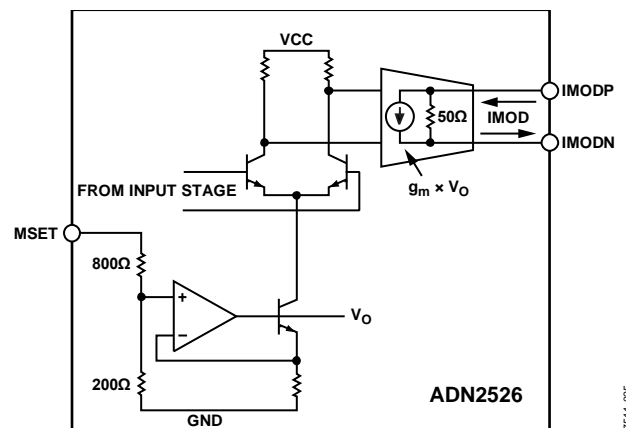 VCC
IMODP
50Ω
IMOD
IMODN
FROM INPUT STAGE
gm × VO
MSET
800Ω
VO
+
−
200Ω
GND
ADN2526